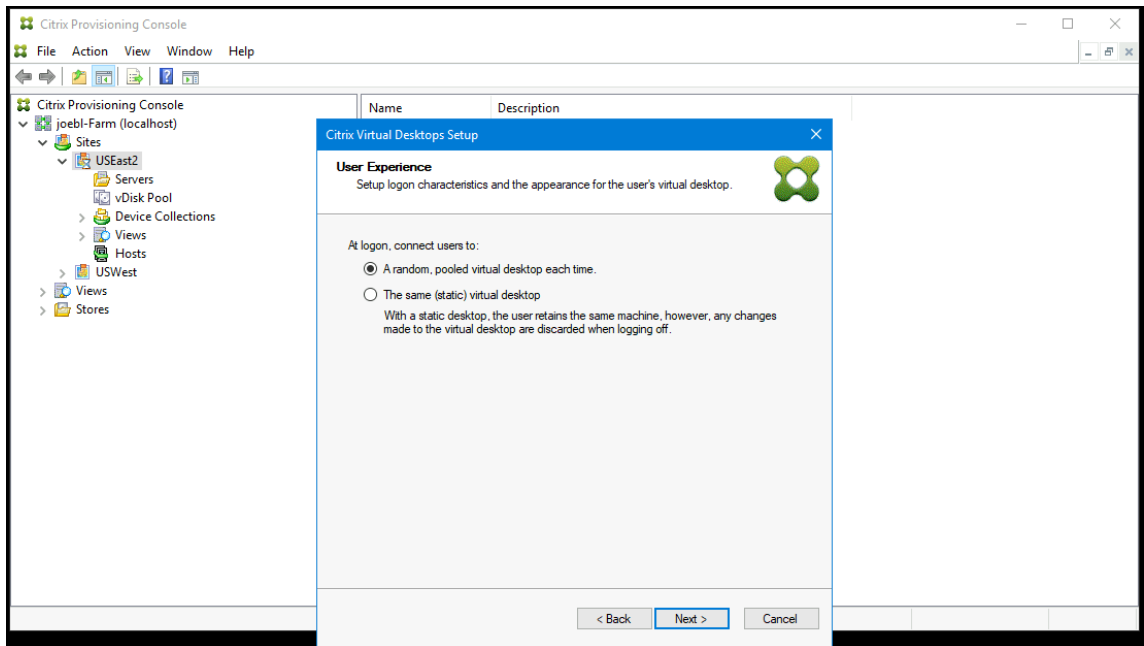 Citrix Provisioning Console
File Action View Window Help
Citrix Provisioning Console
joebl-Farm (localhost)
Sites
USEast2
Servers
vDisk Pool
Device Collections
Views
Hosts
USWest
Views
Stores
Name Description
Citrix Virtual Desktops Setup
User Experience
Setup logon characteristics and the appearance for the user's virtual desktop.
At logon, connect users to:
A random, pooled virtual desktop each time.
The same (static) virtual desktop
With a static desktop, the user retains the same machine, however, any changes
made to the virtual desktop are discarded when logging off.
< Back Next > Cancel